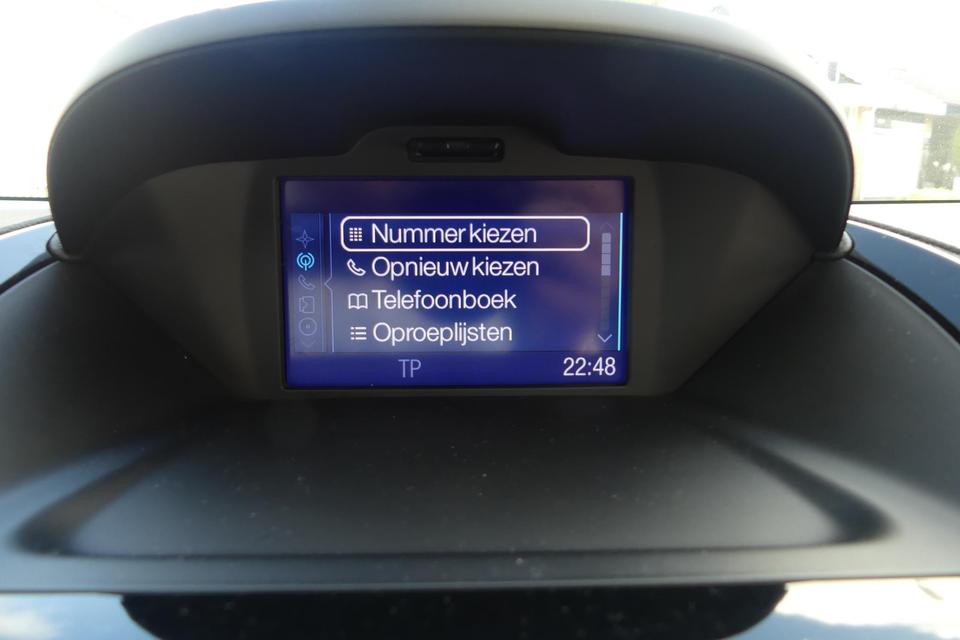 Nummer kiezen
Opnieuw kiezen
Telefoonboek
Oproeplijsten
TP 22:48